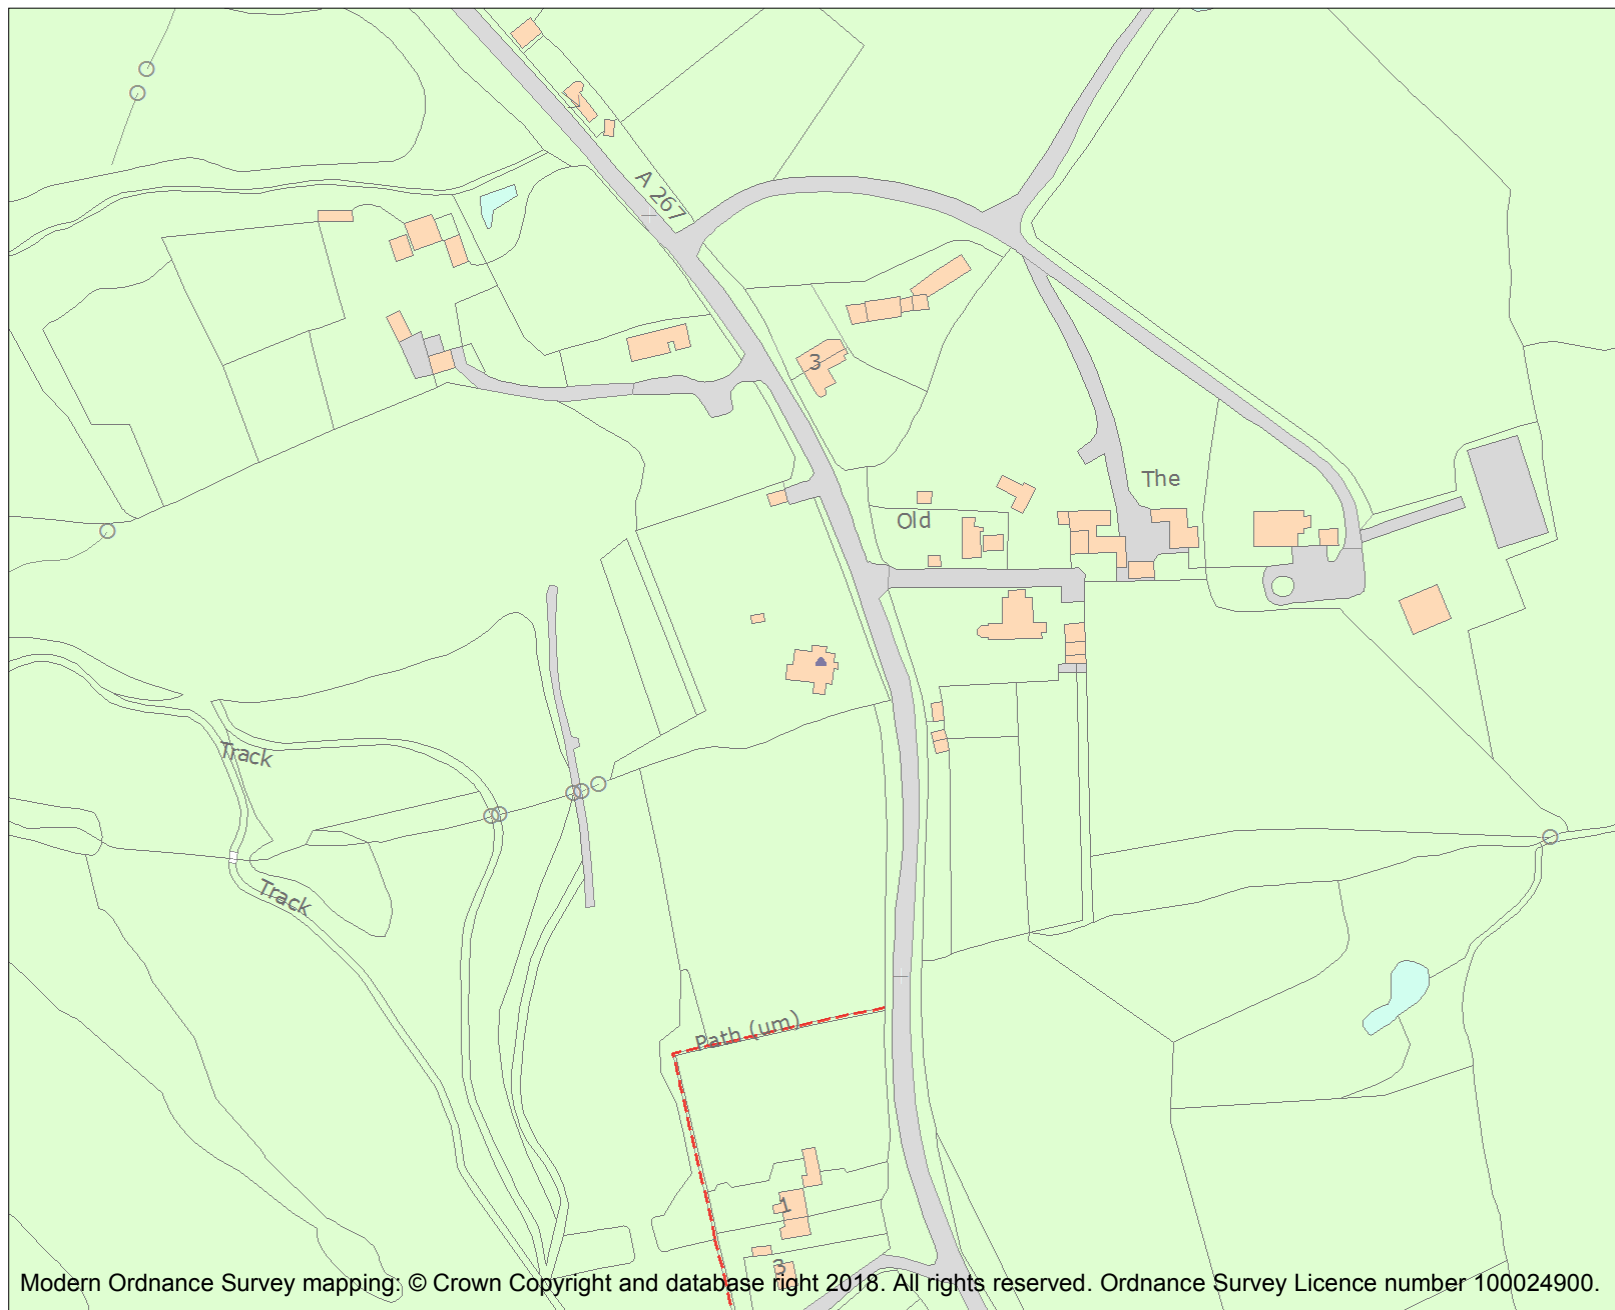 A 267
3
The
Old
Track
Track
Path (um)
1
3
Modern Ordnance Survey mapping: © Crown Copyright and database right 2018. All rights reserved. Ordnance Survey Licence number 100024900.